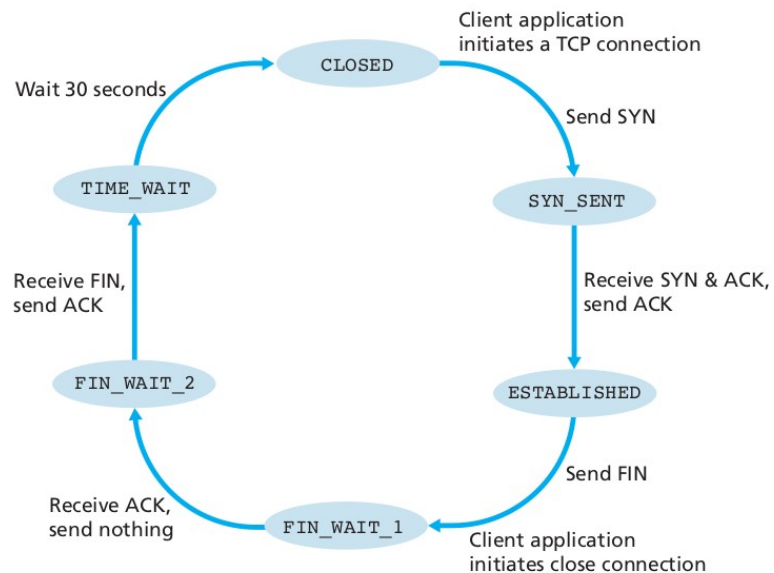 Client application
initiates a TCP connection
CLOSED
Wait 30 seconds
Send SYN
TIME_WAIT
SYN_SENT
Receive FIN,
send ACK
Receive SYN & ACK,
send ACK
FIN_WAIT_2
ESTABLISHED
Send FIN
Receive ACK,
send nothing
FIN_WAIT_1
Client application
initiates close connection